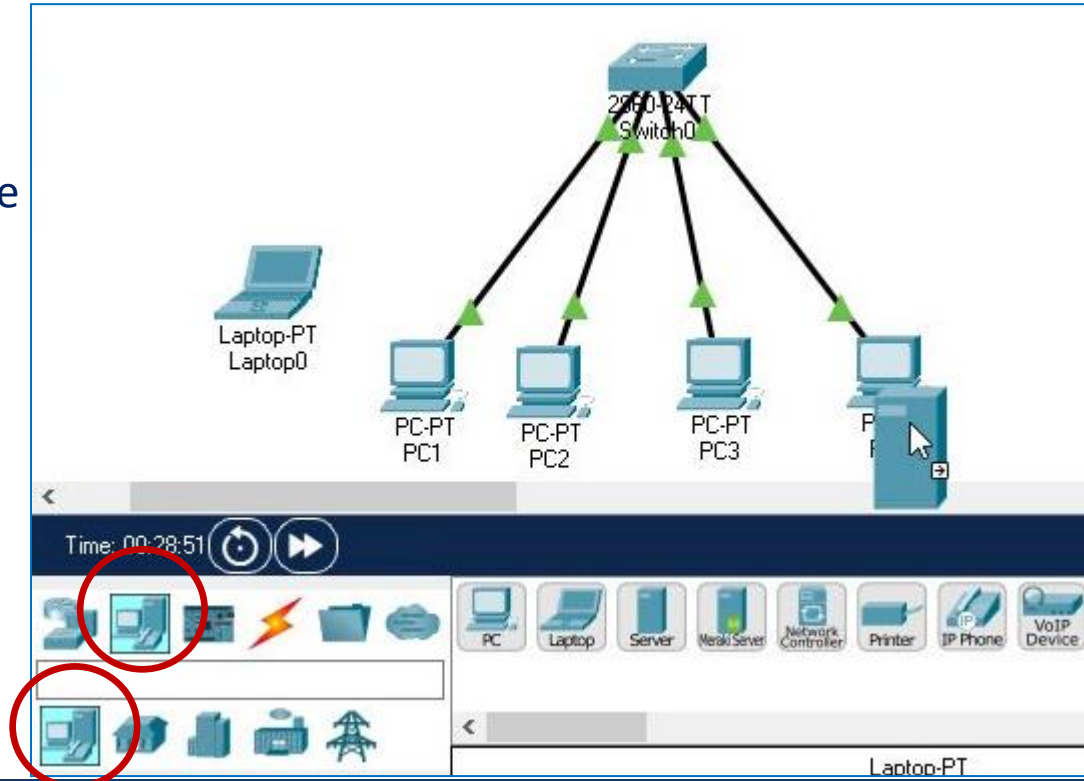 2960-24TT
Switch0
e
Laptop-PT
Laptop0
PC-PT
PC1
PC-PT
PC2
PC-PT
PC3
P
Time: 00:28:51
PC
Laptop
Server
Meraki Server
Network
Controller
Printer
IP Phone
VoIP
Device
IP
Laptop-PT